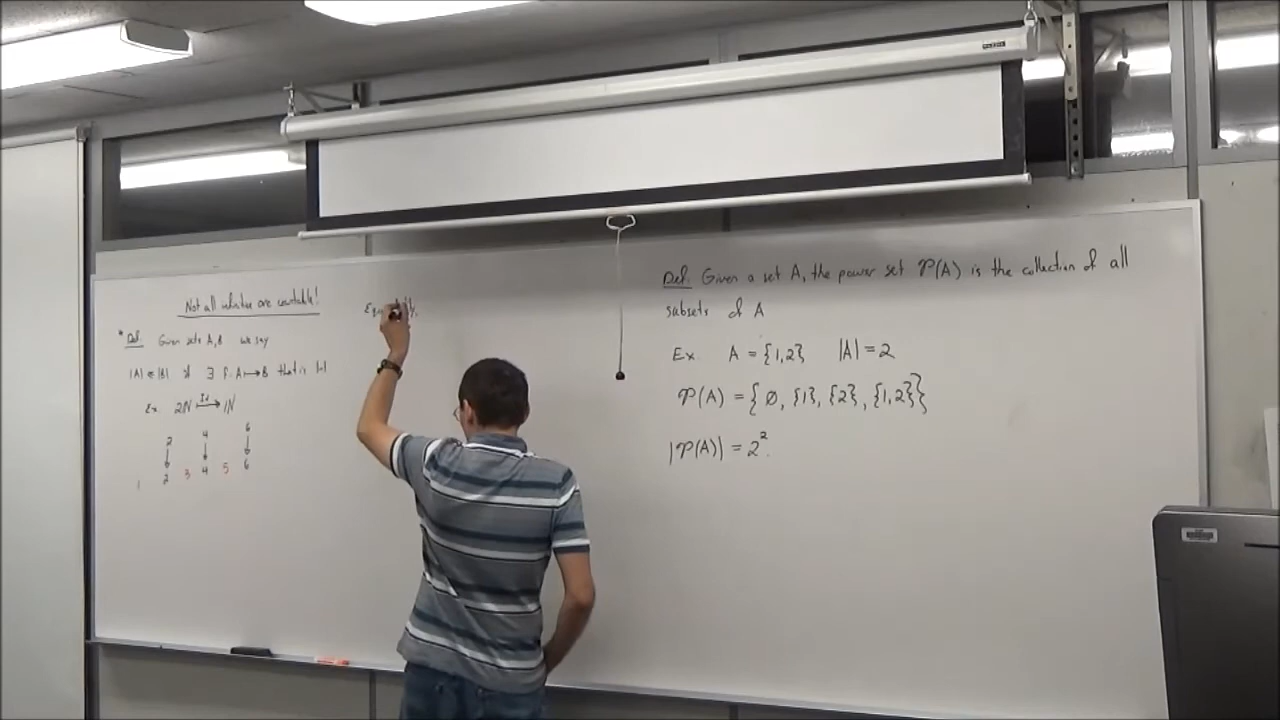 Not all infinities are countable!
* Def. Given sets A,B we say
|A| ≤ |B| if ∃ f: A ↦ B that is 1-1
Ex. 2ℕ Id ↦ ℕ
2 4 6
↓ ↓ ↓
1 2 3 4 5 6
Def. Given a set A, the power set 𝒫(A) is the collection of all
subsets of A
Ex. A = {1,2} |A| = 2
𝒫(A) = {∅, {1}, {2}, {1,2}}
|𝒫(A)| = 2².